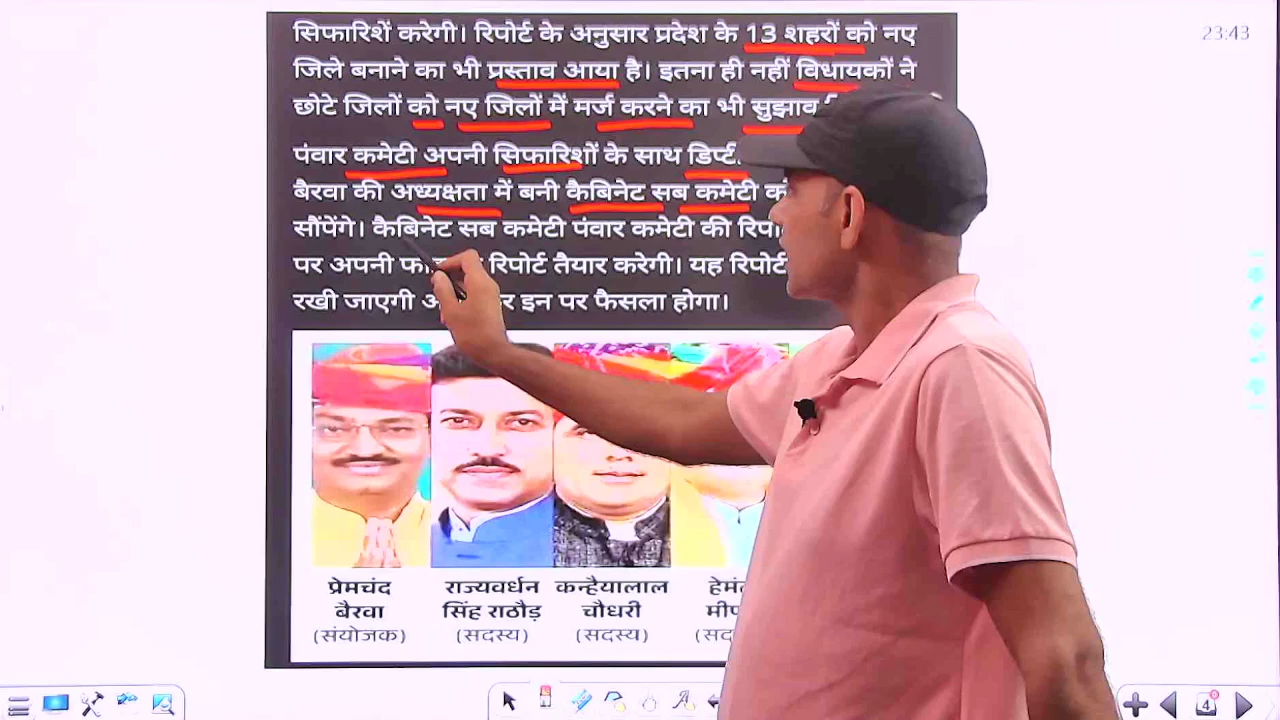 सिफारिशें करेगी। रिपोर्ट के अनुसार प्रदेश के 13 शहरों को नए
23:43
जिले बनाने का भी प्रस्ताव आया है। इतना ही नहीं विधायकों ने
छोटे जिलों को नए जिलों में मर्ज करने का भी सुझाव
पंवार कमेटी अपनी सिफारिशों के साथ
बैरवा की अध्यक्षता में बनी कैबिनेट सब कमेटी
सौंपेंगे। कैबिनेट सब कमेटी पंवार कमेटी की
पर अपनी रिपोर्ट तैयार करेगी। यह
रखी जाएगी इन पर फैसला होगा।
प्रेमचंद बैरवा (संयोजक)
राज्यवर्धन सिंह राठौड़ (सदस्य)
कन्हैयालाल चौधरी (सदस्य)
4